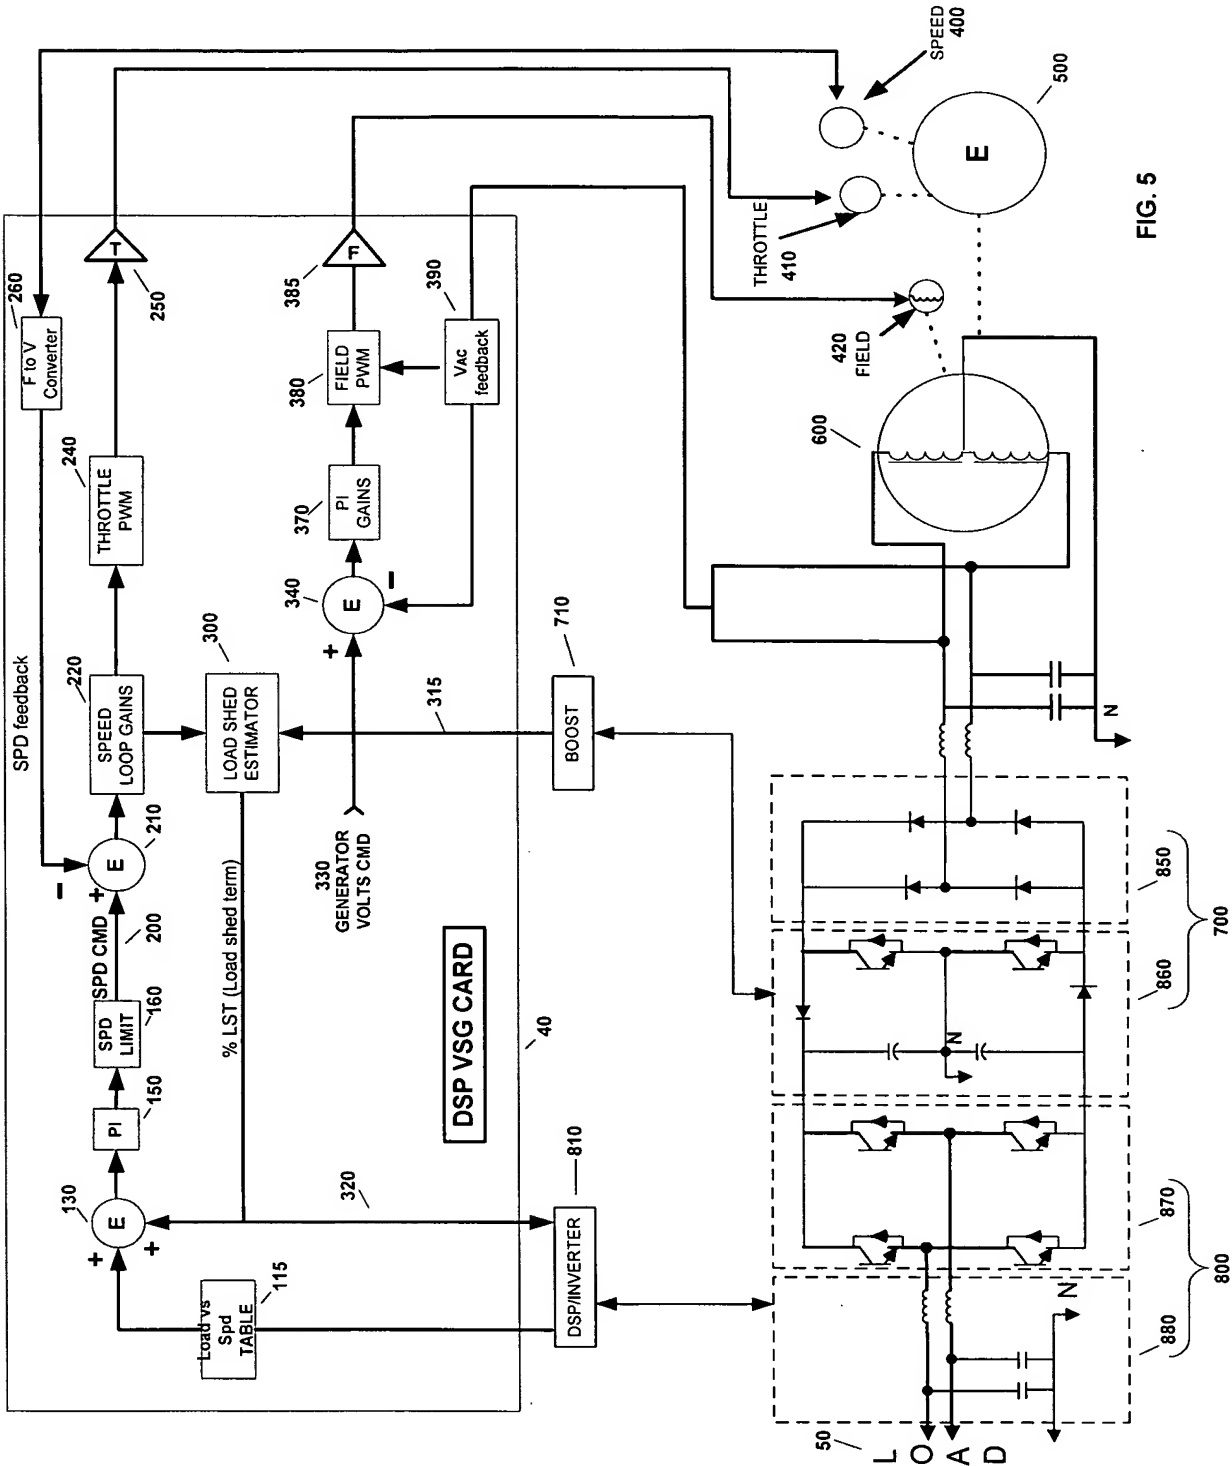 260
F to V
Converter
SPD feedback
T
250
240
THROTTLE
PWM
220
SPEED
LOOP GAINS
E
210
–
+
SPD CMD
200
160
SPD
LIMIT
150
PI
130
E
+
+
Load vs
Spd
TABLE
115
300
LOAD SHED
ESTIMATOR
% LST (Load shed term)
320
315
330
GENERATOR
VOLTS CMD
340
E
+
–
370
PI
GAINS
380
FIELD
PWM
385
F
390
VAC
feedback
DSP VSG CARD
40
710
BOOST
810
DSP/INVERTER
SPEED
400
THROTTLE
410
420
FIELD
E
500
600
N
850
700
860
N
870
800
880
N
50
L
O
A
D
FIG. 5